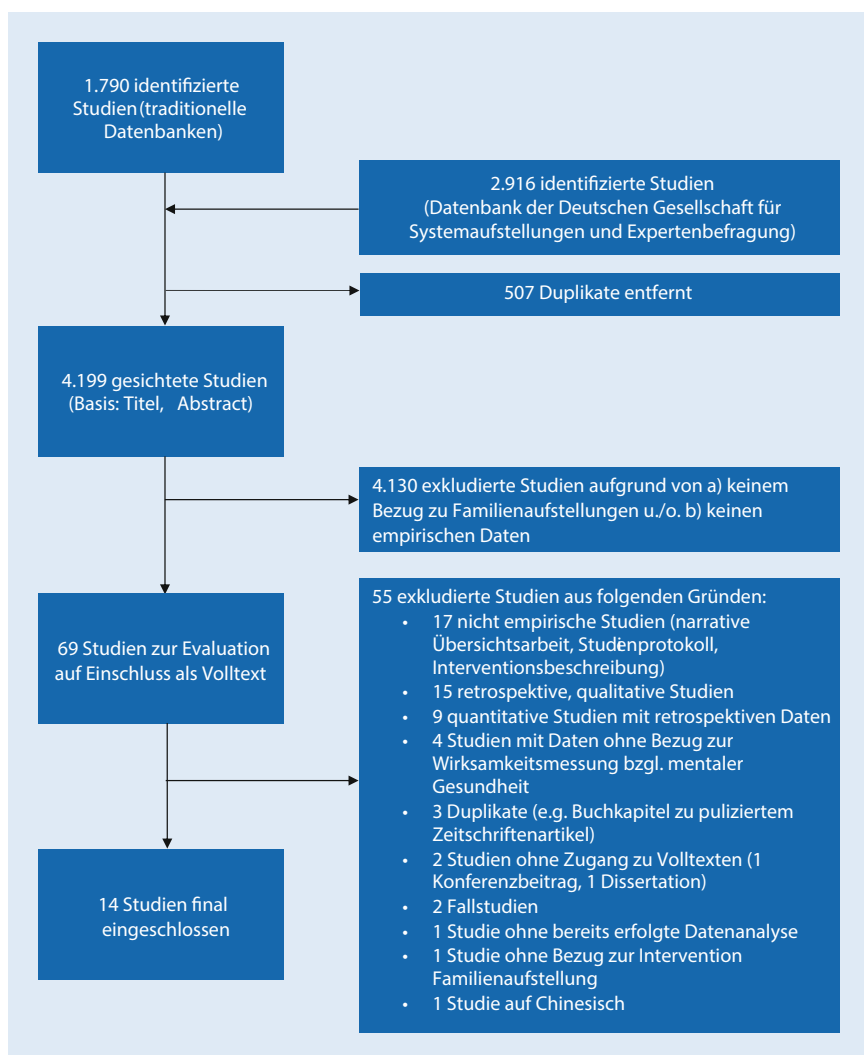 1.790 identifizierte
Studien (traditionelle
Datenbanken)
2.916 identifizierte Studien
(Datenbank der Deutschen Gesellschaft für
Systemaufstellungen und Expertenbefragung)
507 Duplikate entfernt
4.199 gesichtete Studien
(Basis: Titel, Abstract)
4.130 exkludierte Studien aufgrund von a) keinem
Bezug zu Familienaufstellungen u./o. b) keinen
empirischen Daten
69 Studien zur Evaluation
auf Einschluss als Volltext
55 exkludierte Studien aus folgenden Gründen:
• 17 nicht empirische Studien (narrative
Übersichtsarbeit, Studienprotokoll,
Interventionsbeschreibung)
• 15 retrospektive, qualitative Studien
• 9 quantitative Studien mit retrospektiven Daten
• 4 Studien mit Daten ohne Bezug zur
Wirksamkeitsmessung bzgl. mentaler
Gesundheit
• 3 Duplikate (e.g. Buchkapitel zu puliziertem
Zeitschriftenartikel)
• 2 Studien ohne Zugang zu Volltexten (1
Konferenzbeitrag, 1 Dissertation)
• 2 Fallstudien
• 1 Studie ohne bereits erfolgte Datenanalyse
• 1 Studie ohne Bezug zur Intervention
Familienaufstellung
• 1 Studie auf Chinesisch
14 Studien final
eingeschlossen